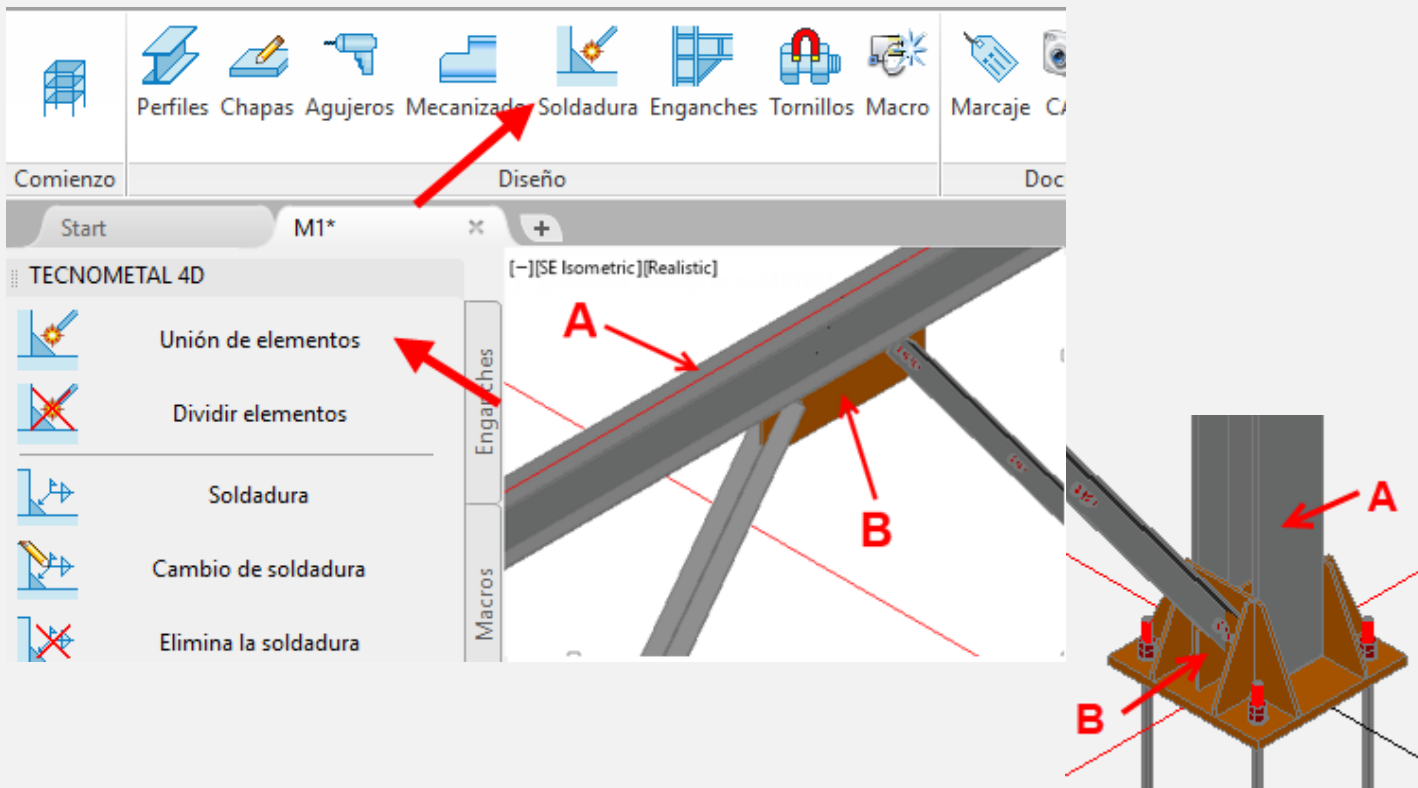 Perfiles Chapas Agujeros Mecanizado Soldadura Enganches Tornillos Macro Marcaje
Comienzo Diseño
Start M1*
TECNOMETAL 4D
[−][SE Isometric][Realistic]
Unión de elementos
Dividir elementos
Soldadura
Cambio de soldadura
Elimina la soldadura
Enganches
Macros
A
B
A
B